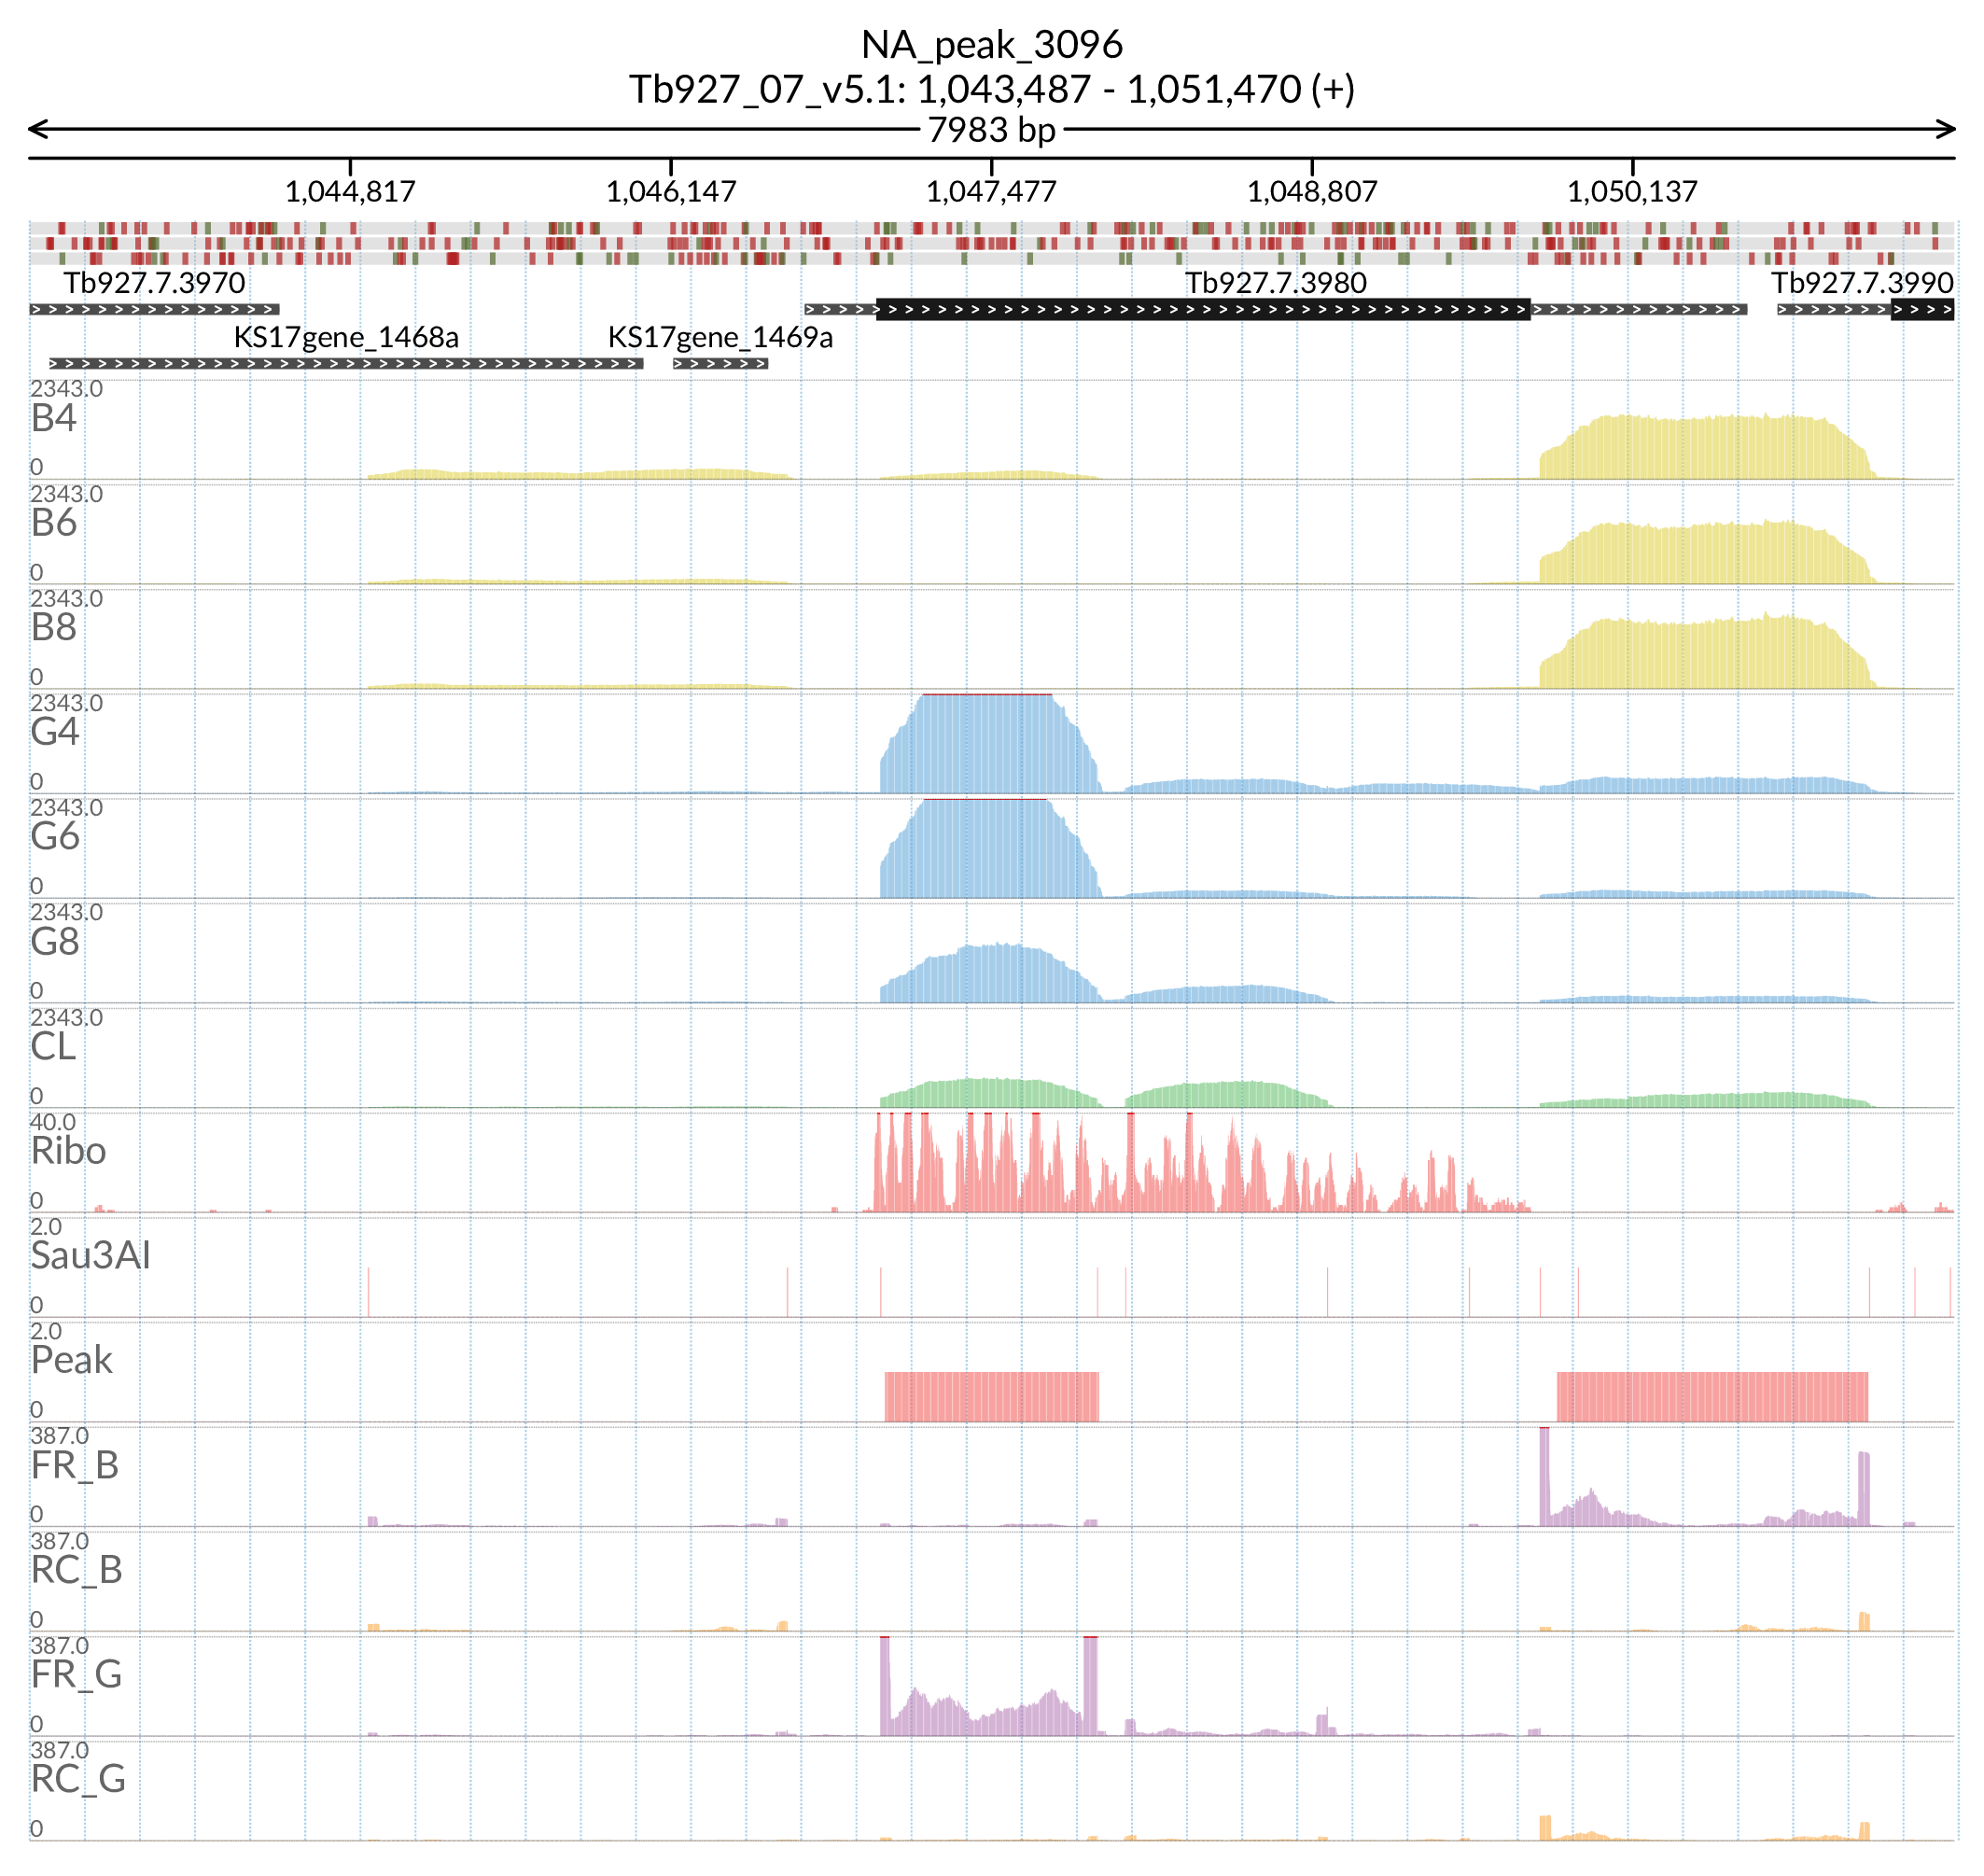 NA_peak_3096
Tb927_07_v5.1: 1,043,487 - 1,051,470 (+)
7983 bp
1,044,817 1,046,147 1,047,477 1,048,807 1,050,137
Tb927.7.3970 Tb927.7.3980 Tb927.7.3990
KS17gene_1468a KS17gene_1469a
2343.0
B4
0
2343.0
B6
0
2343.0
B8
0
2343.0
G4
0
2343.0
G6
0
2343.0
G8
0
2343.0
CL
0
40.0
Ribo
0
2.0
Sau3AI
0
2.0
Peak
0
387.0
FR_B
0
387.0
RC_B
0
387.0
FR_G
0
387.0
RC_G
0